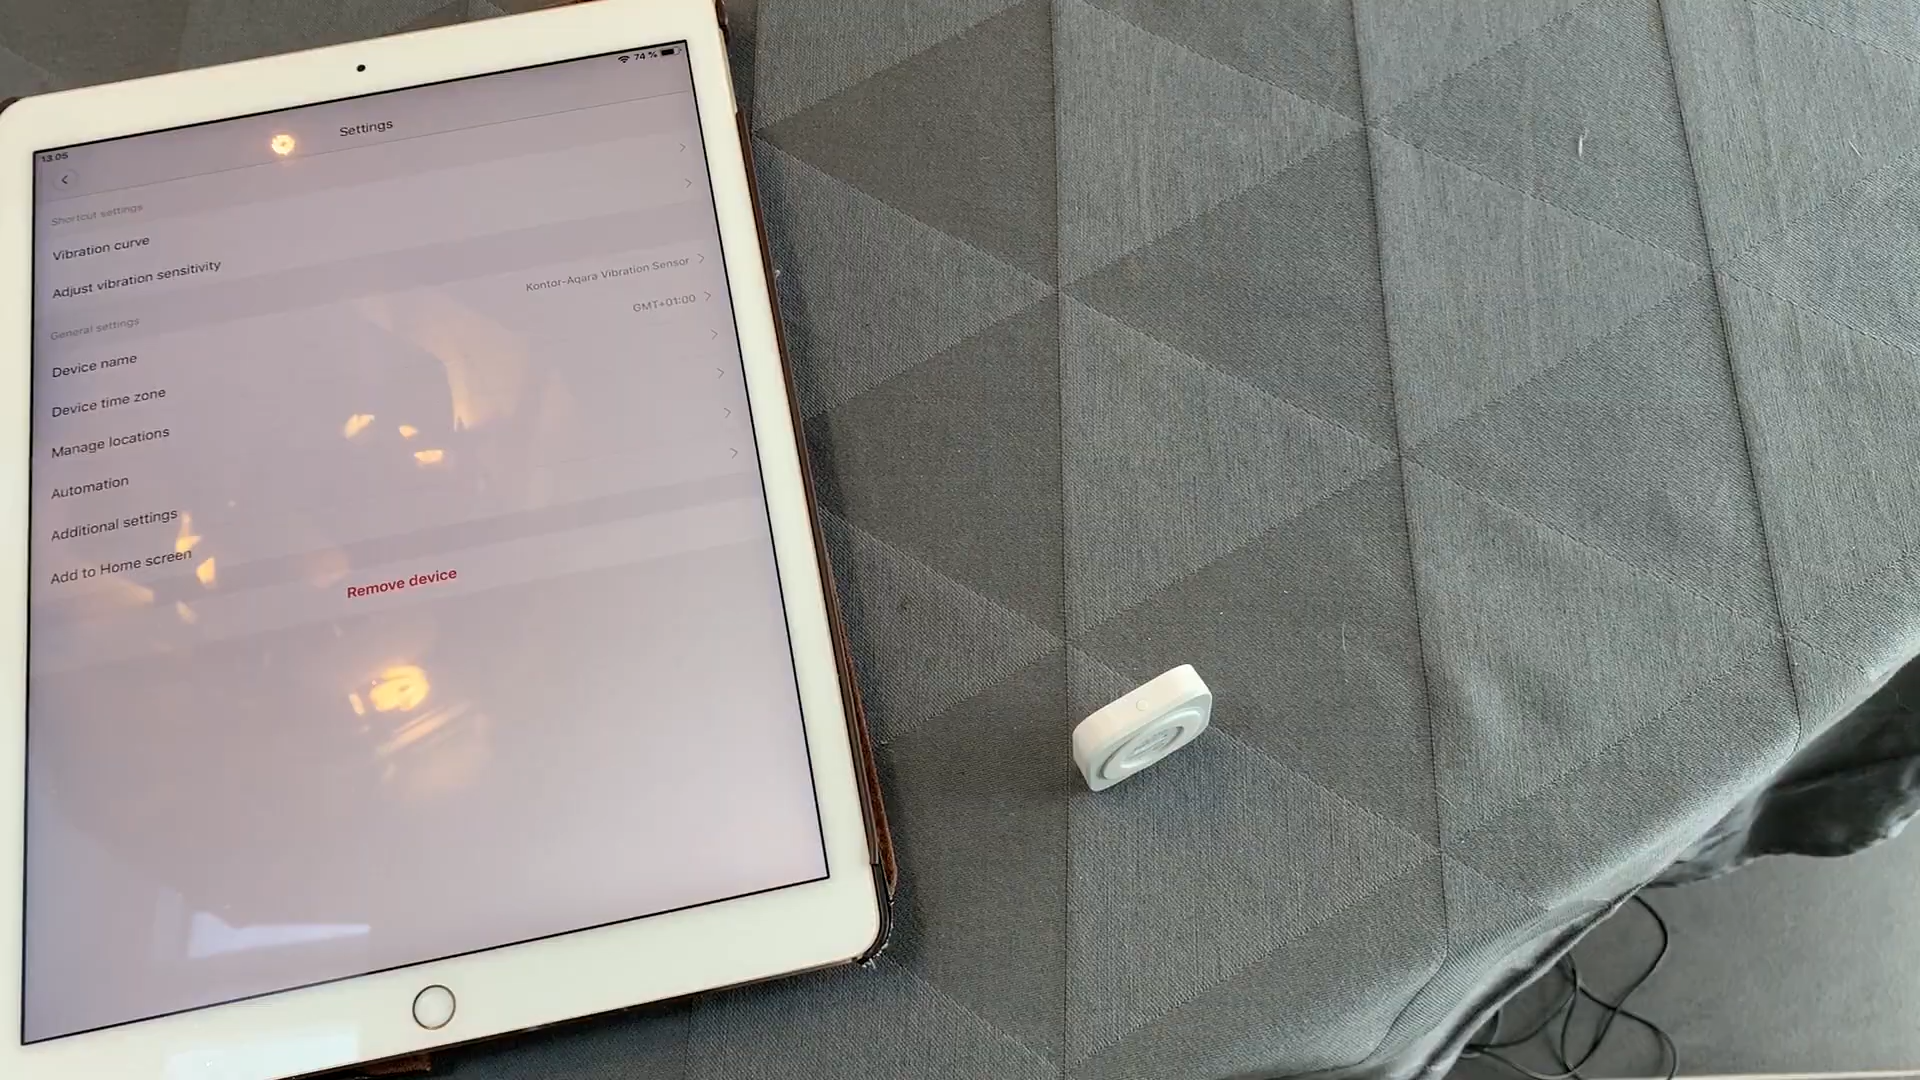 74 %
13.05
Settings
Shortcut settings
Vibration curve
Adjust vibration sensitivity
General settings
Device name Kontor-Aqara Vibration Sensor
Device time zone GMT+01:00
Manage locations
Automation
Additional settings
Add to Home screen
Remove device